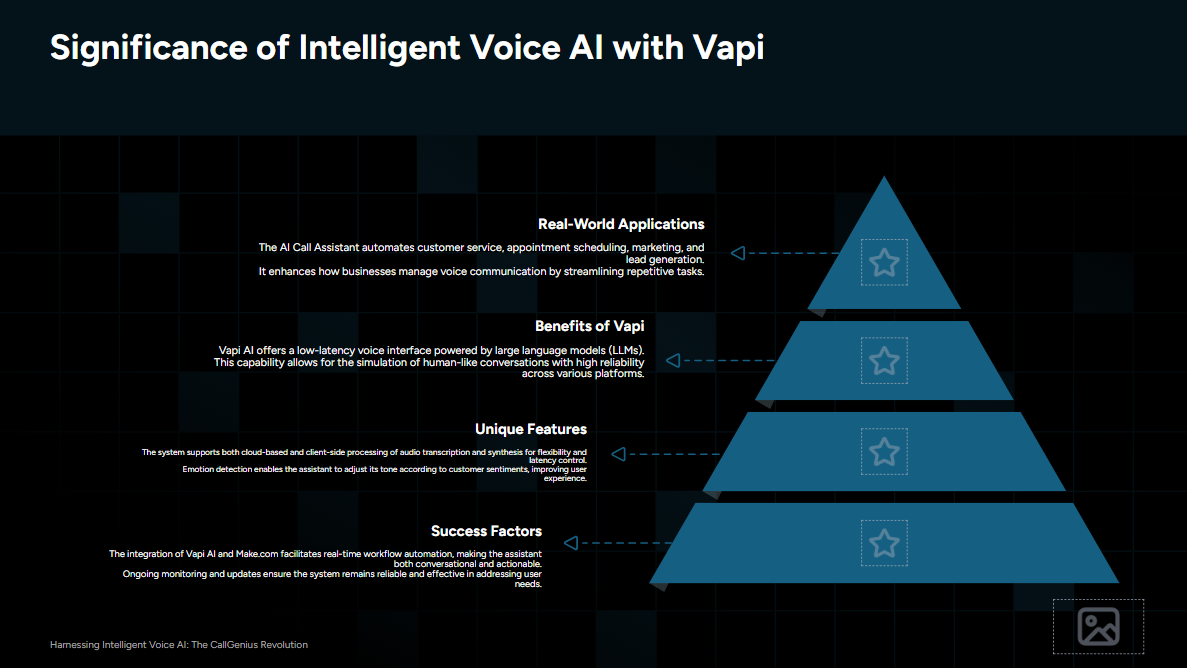 Significance of Intelligent Voice AI with Vapi
Real-World Applications
The AI Call Assistant automates customer service, appointment scheduling, marketing, and
lead generation.
It enhances how businesses manage voice communication by streamlining repetitive tasks.
Benefits of Vapi
Vapi AI offers a low-latency voice interface powered by large language models (LLMs).
This capability allows for the simulation of human-like conversations with high reliability
across various platforms.
Unique Features
The system supports both cloud-based and client-side processing of audio transcription and synthesis for flexibility and
latency control.
Emotion detection enables the assistant to adjust its tone according to customer sentiments, improving user
experience.
Success Factors
The integration of Vapi AI and Make.com facilitates real-time workflow automation, making the assistant
both conversational and actionable.
Ongoing monitoring and updates ensure the system remains reliable and effective in addressing user
needs.
Harnessing Intelligent Voice AI: The CallGenius Revolution